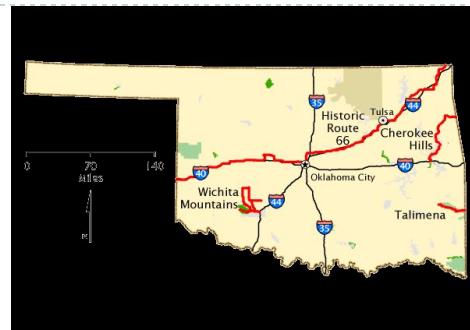 35
44
Historic
Route
66
Tulsa
Cherokee
Hills
0 70 140
Miles
40
Oklahoma City
40
Wichita
Mountains
44
Talimena
35